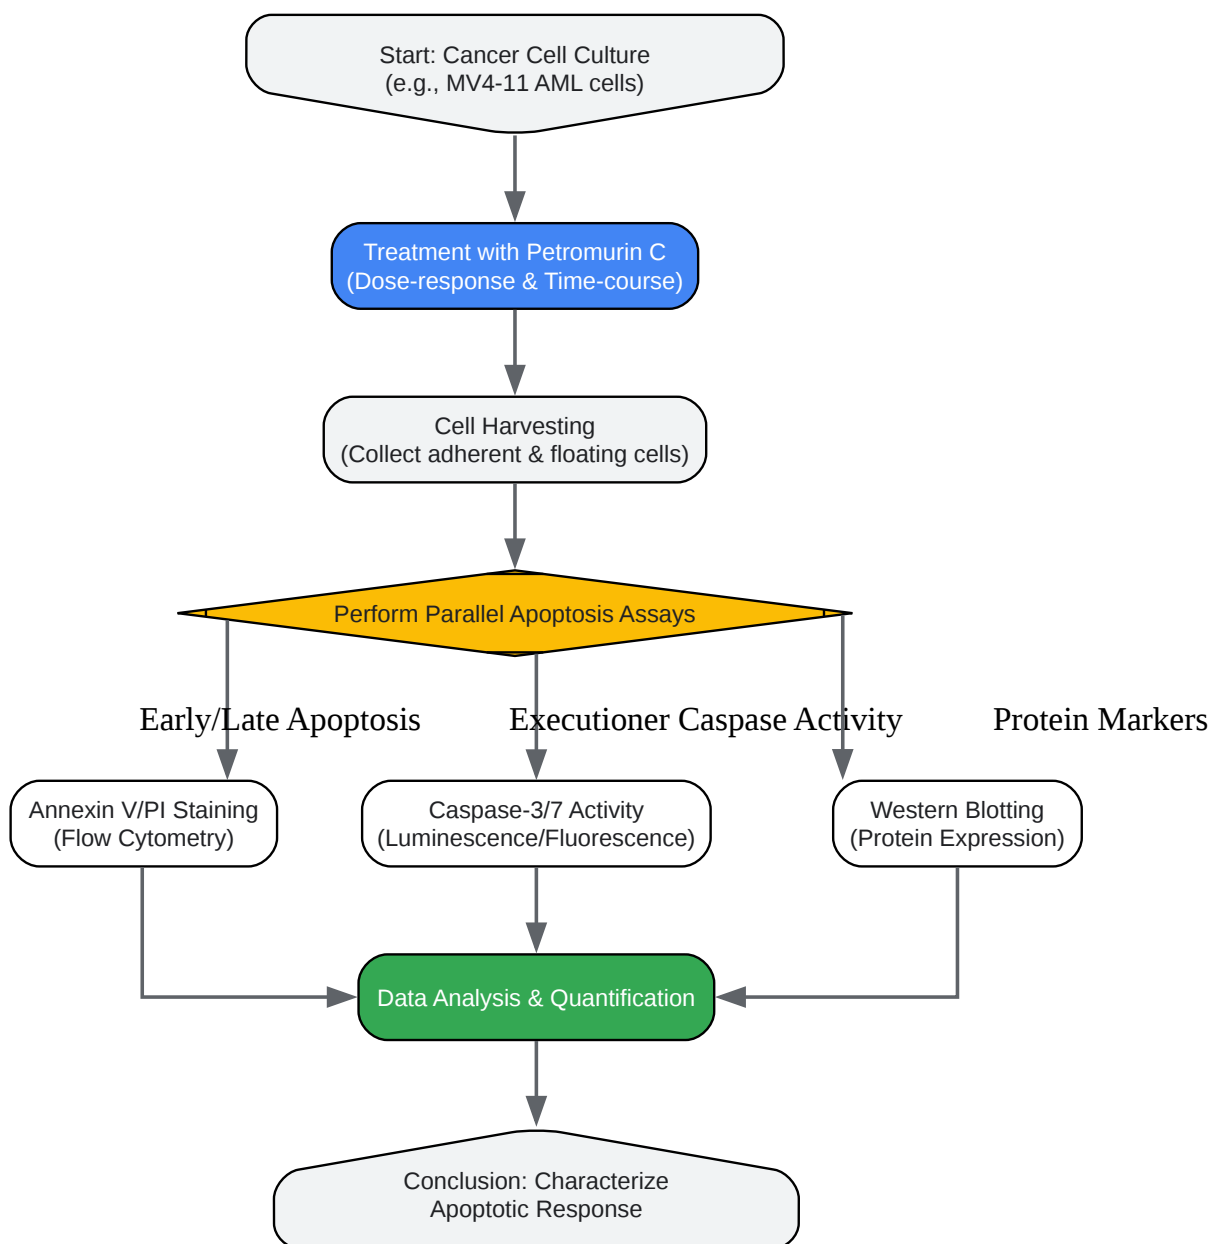 Start: Cancer Cell Culture
(e.g., MV4-11 AML cells)
Treatment with Petromurin C
(Dose-response & Time-course)
Cell Harvesting
(Collect adherent & floating cells)
Perform Parallel Apoptosis Assays
Early/Late Apoptosis
Executioner Caspase Activity
Protein Markers
Annexin V/PI Staining
(Flow Cytometry)
Caspase-3/7 Activity
(Luminescence/Fluorescence)
Western Blotting
(Protein Expression)
Data Analysis & Quantification
Conclusion: Characterize
Apoptotic Response